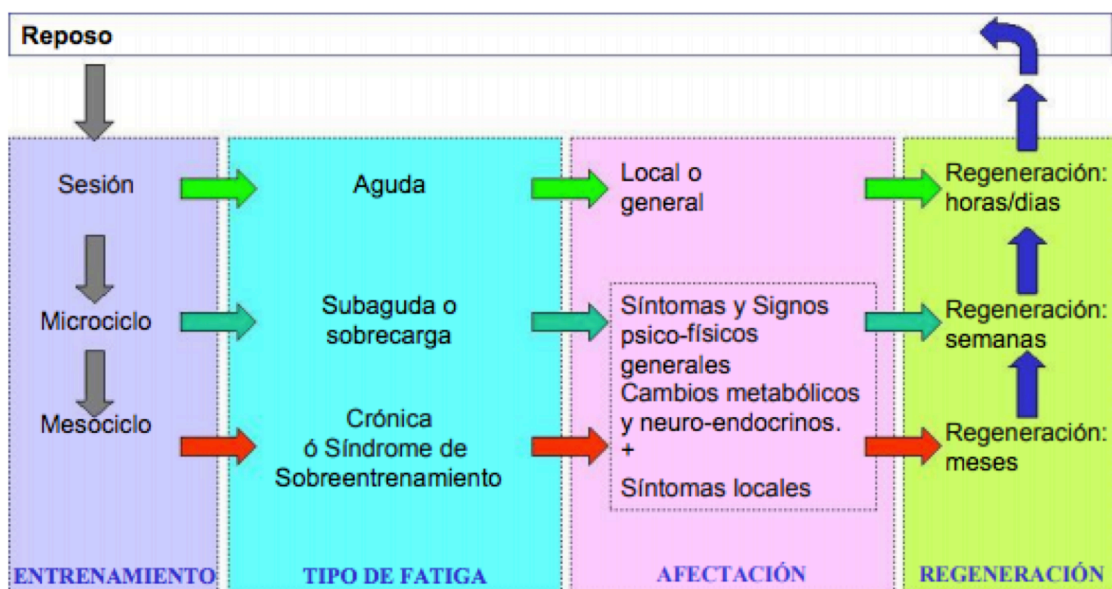 Reposo
Sesión
Aguda
Local o
general
Regeneración:
horas/dias
Microciclo
Subaguda o
sobrecarga
Síntomas y Signos
psico-físicos
generales
Cambios metabólicos
y neuro-endocrinos.
+
Síntomas locales
Regeneración:
semanas
Mesociclo
Crónica
ó Síndrome de
Sobreentrenamiento
Regeneración:
meses
ENTRENAMIENTO
TIPO DE FATIGA
AFECTACIÓN
REGENERACIÓN